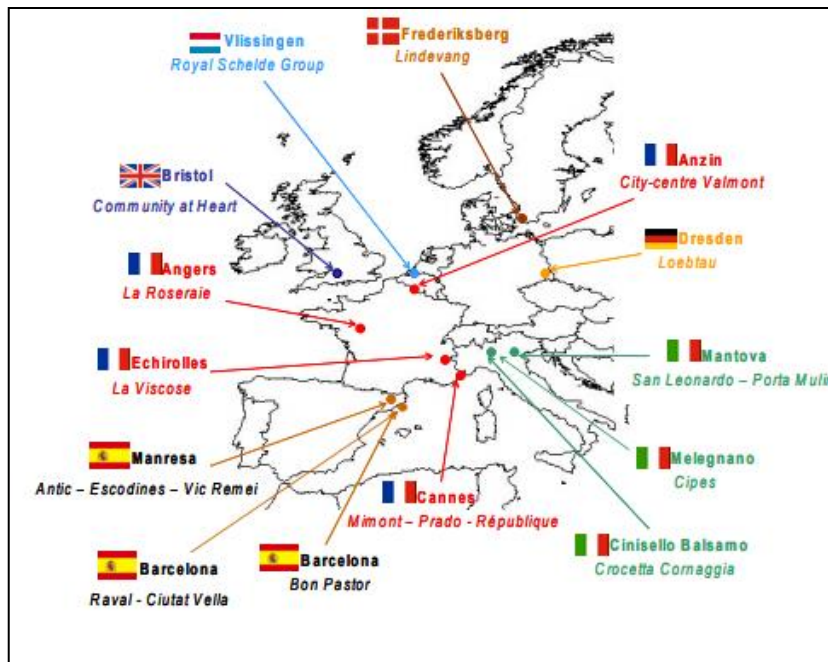 Vlissingen
Royal Schelde Group
Frederiksberg
Lindevang
Bristol
Community at Heart
Anzin
City-centre Valmont
Angers
La Roseraie
Dresden
Loebtau
Echirolles
La Viscose
Mantova
San Leonardo – Porta Mulii
Manresa
Antic – Escodines – Vic Remei
Melegnano
Cipes
Cannes
Mimont – Prado - République
Cinisello Balsamo
Crocetta Cornaggia
Barcelona
Raval - Ciutat Vella
Barcelona
Bon Pastor